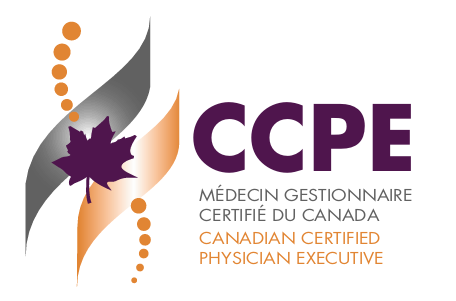 CCPE
MÉDECIN GESTIONNAIRE
CERTIFIÉ DU CANADA
CANADIAN CERTIFIED
PHYSICIAN EXECUTIVE